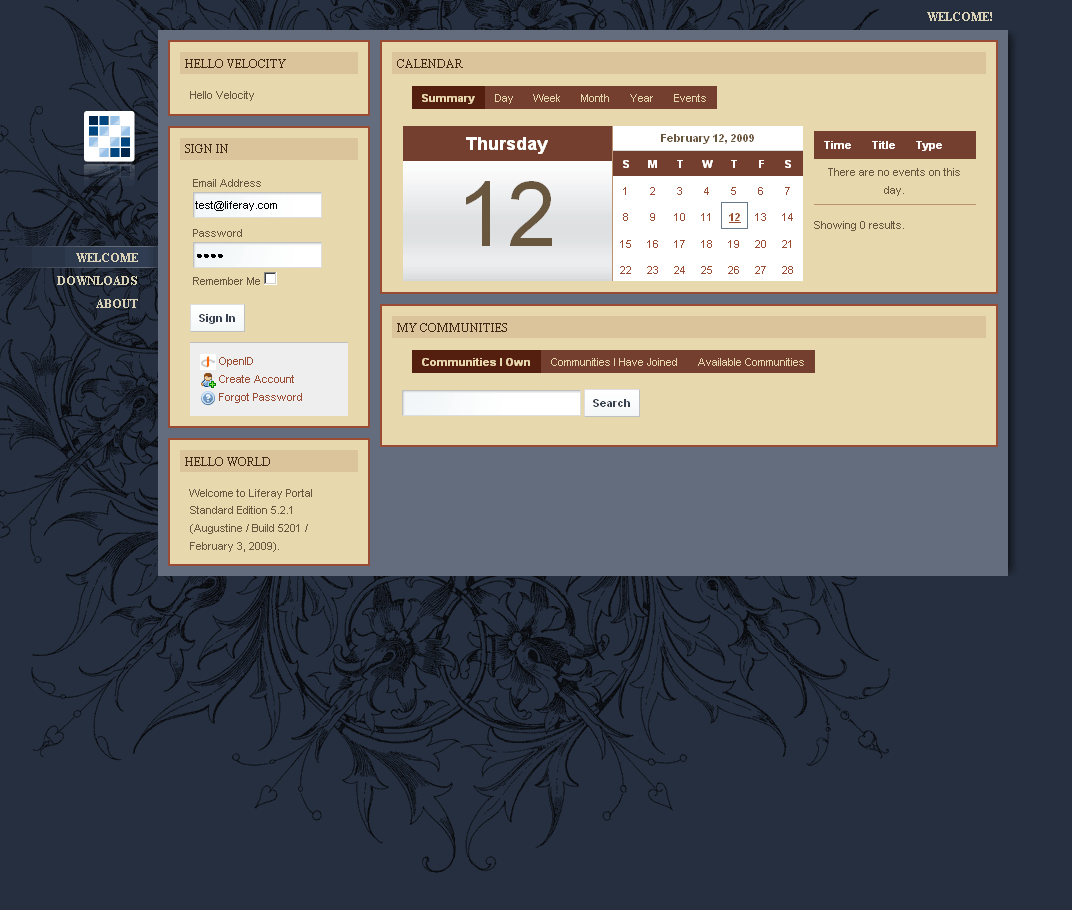 WELCOME!
WELCOME
DOWNLOADS
ABOUT
HELLO VELOCITY
Hello Velocity
SIGN IN
Email Address
test@liferay.com
Password
••••
Remember Me
Sign In
OpenID
Create Account
Forgot Password
HELLO WORLD
Welcome to Liferay Portal
Standard Edition 5.2.1
(Augustine / Build 5201 /
February 3, 2009).
CALENDAR
Summary Day Week Month Year Events
Thursday
12
February 12, 2009
S M T W T F S
1 2 3 4 5 6 7
8 9 10 11 12 13 14
15 16 17 18 19 20 21
22 23 24 25 26 27 28
Time Title Type
There are no events on this
day.
Showing 0 results.
MY COMMUNITIES
Communities I Own Communities I Have Joined Available Communities
Search